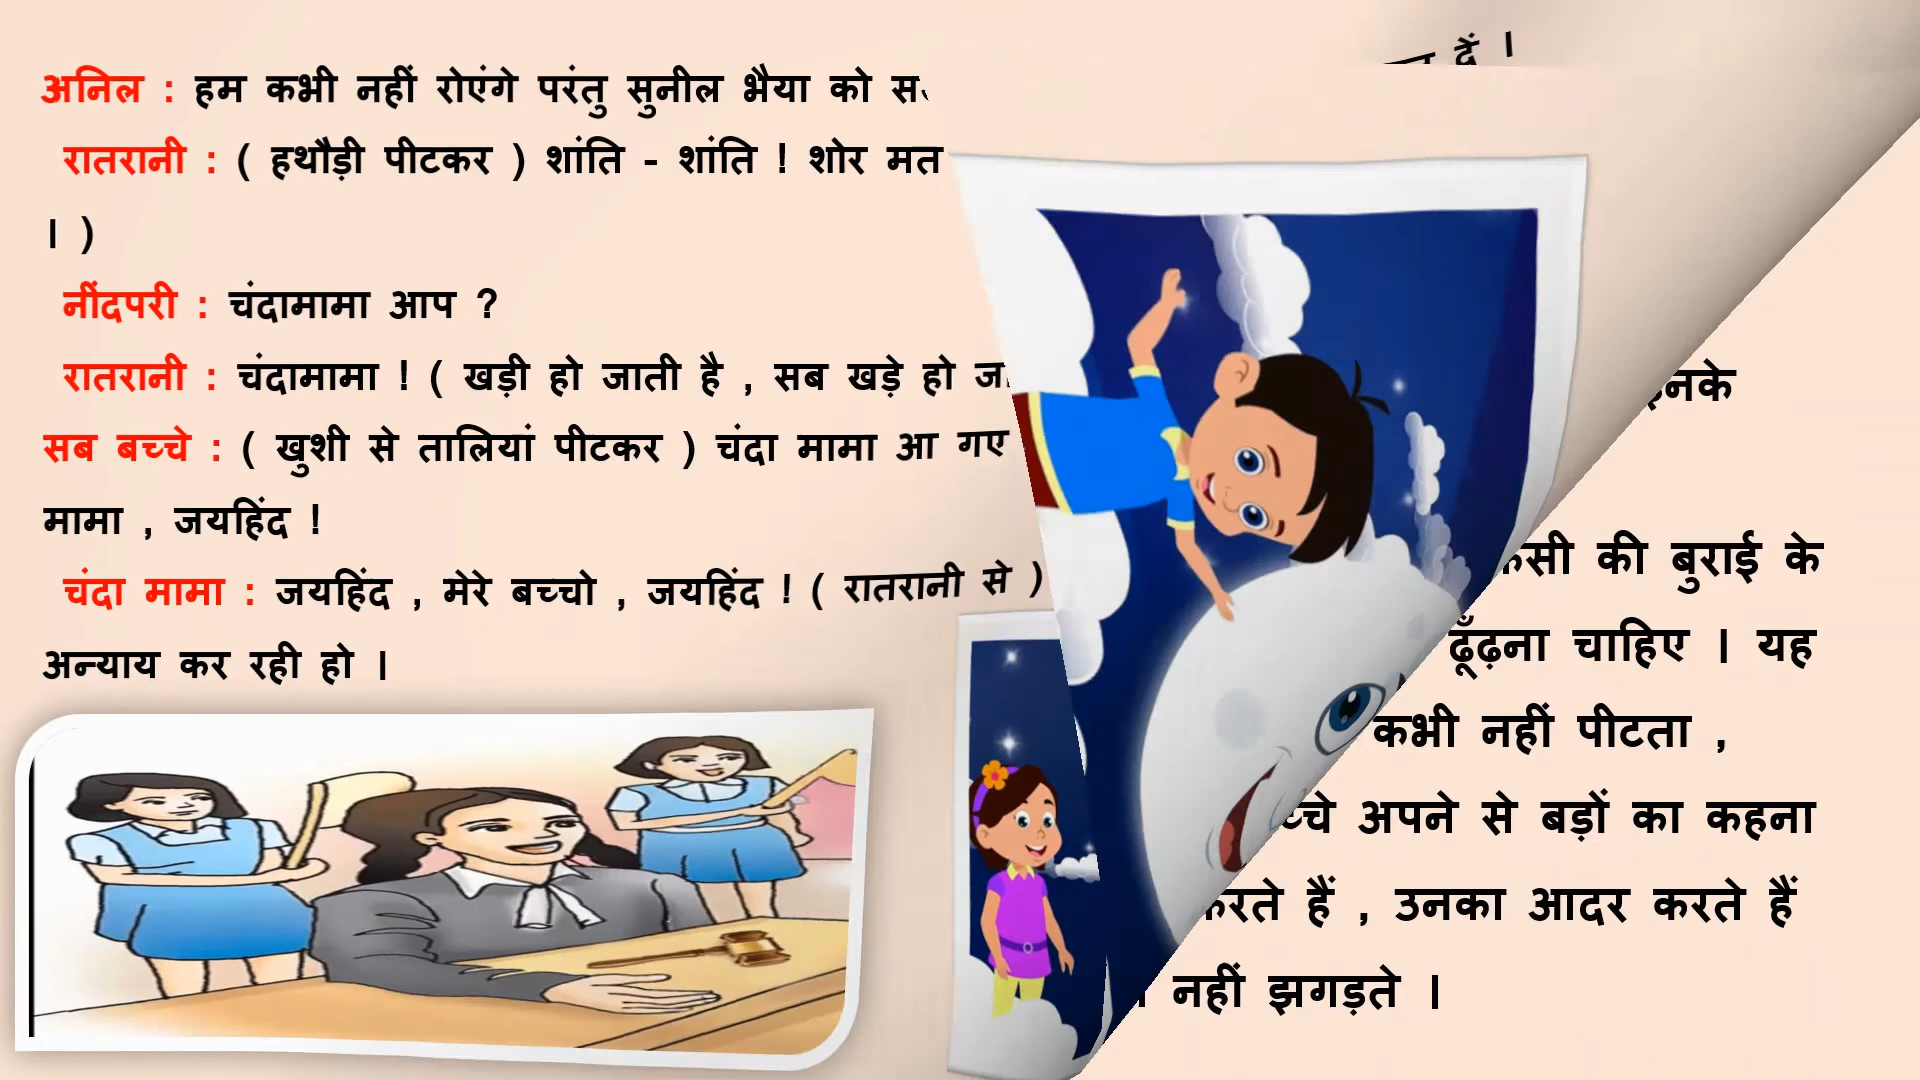 अनिल : हम कभी नहीं रोएंगे परंतु सुनील भैया को
रातरानी : ( हथौड़ी पीटकर ) शांति - शांति ! शोर मत
। )
नींदपरी : चंदामामा आप ?
रातरानी : चंदामामा ! ( खड़ी हो जाती है , सब खड़े हो
सब बच्चे : ( खुशी से तालियां पीटकर ) चंदा मामा आ गए
मामा , जयहिंद !
चंदा मामा : जयहिंद , मेरे बच्चो , जयहिंद ! ( रातरानी से )
अन्याय कर रही हो ।
दें ।
की बुराई के
ढूँढ़ना चाहिए । यह
कभी नहीं पीटता ,
अपने से बड़ों का कहना
हैं , उनका आदर करते हैं
नहीं झगड़ते ।